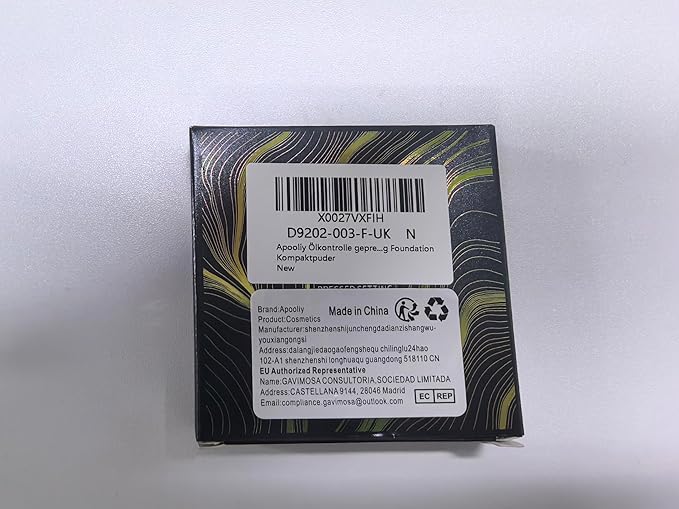 X0027VXFIH
D9202-003-F-UK N
Apooliy Ölkontrolle gepre...g Foundation
Kompaktpuder
New
PRESSED SETTING
Brand:Apooliy
Product:Cosmetics
Made in China
Manufacturer:shenzhenshijunchengdadianzishangwu-
youxiangongsi
Address:dalangjiedaogaofengshequ chilinglu24hao
102-A1 shenzhenshi longhuaqu guangdong 518110 CN
EU Authorized Representative
Name:GAVIMOSA CONSULTORIA,SOCIEDAD LIMITADA
Address:CASTELLANA 9144, 28046 Madrid
Email:compliance.gavimosa@outlook.com
EC REP